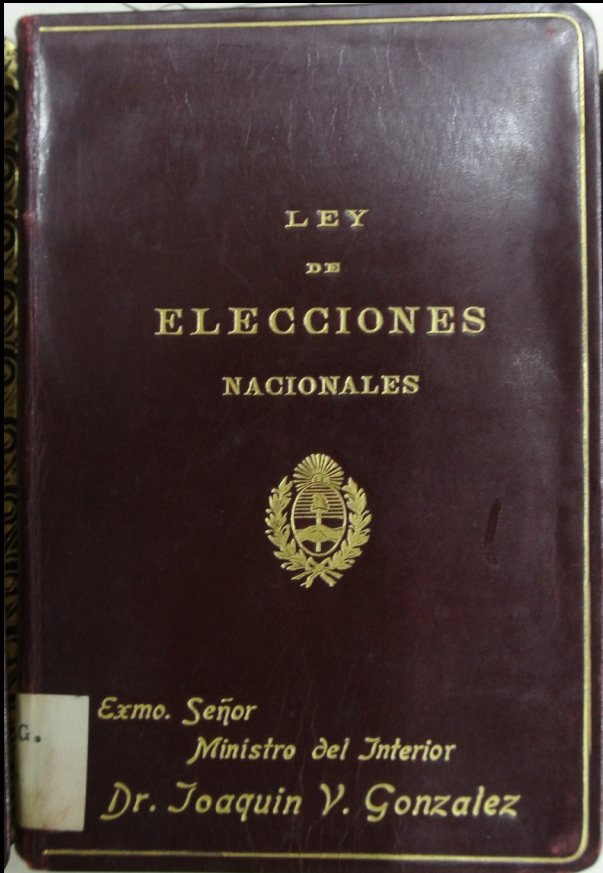 LEY
DE
ELECCIONES
NACIONALES
G.
Exmo. Señor
Ministro del Interior
Dr. Joaquin V. Gonzalez